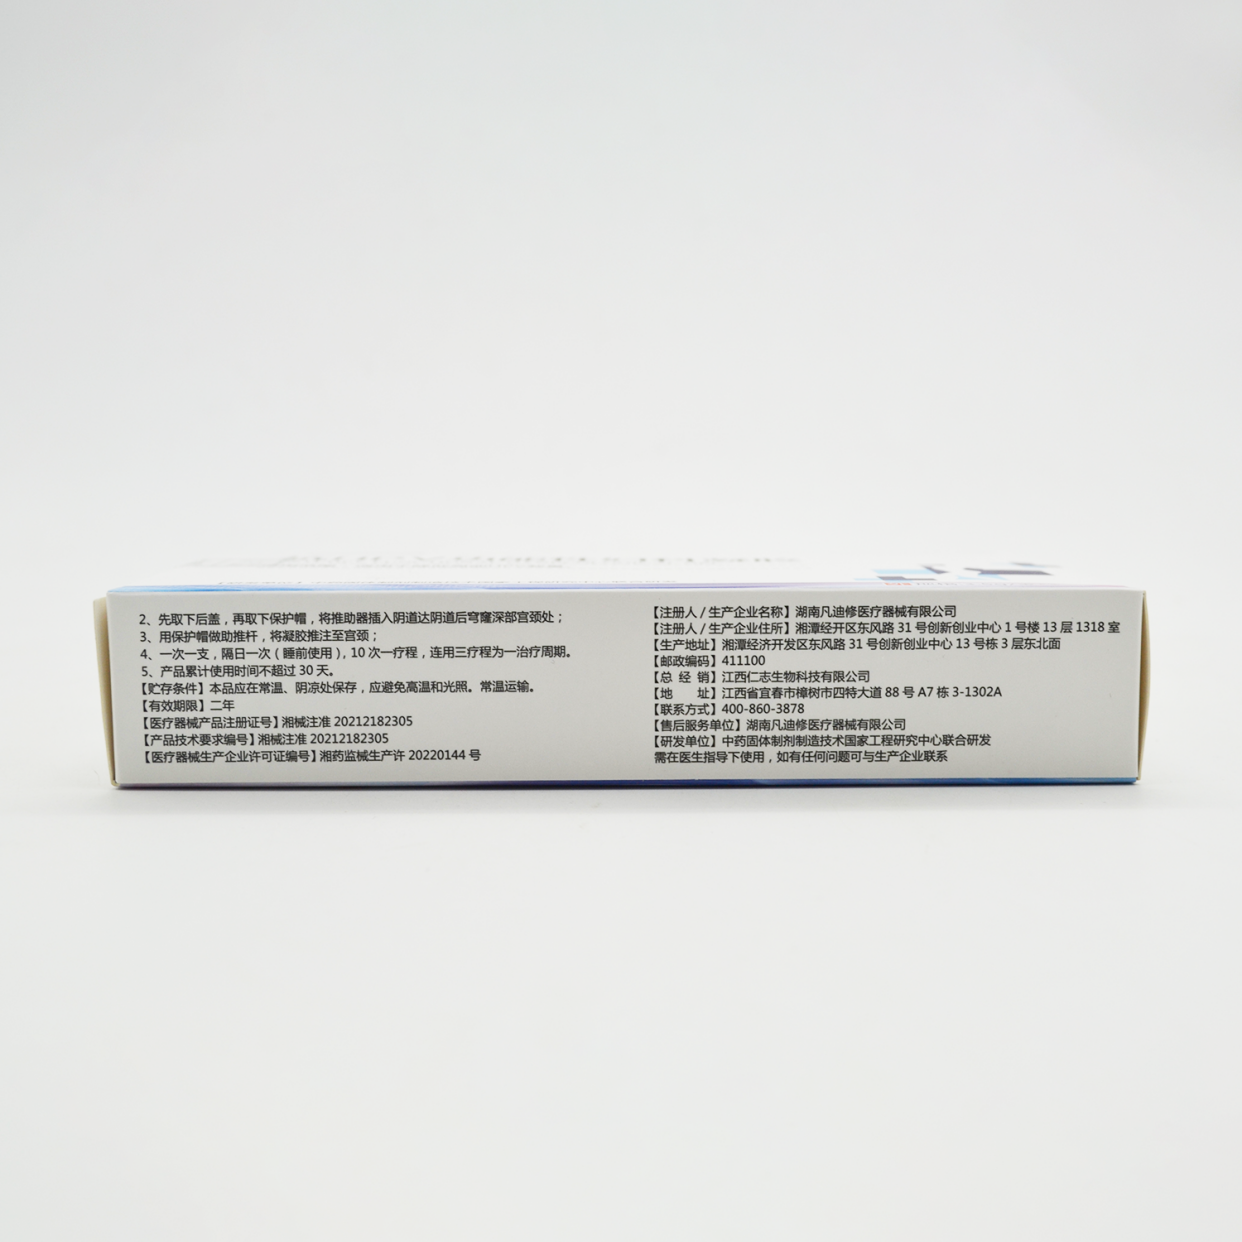 2、先取下后盖，再取下保护帽，将推助器插入阴道达阴道后穹窿深部宫颈处；
3、用保护帽做助推杆，将凝胶推注至宫颈；
4、一次一支，隔日一次（睡前使用），10 次一疗程，连用三疗程为一治疗周期。
5、产品累计使用时间不超过 30 天。
【贮存条件】本品应在常温、阴凉处保存，应避免高温和光照。常温运输。
【有效期限】二年
【医疗器械产品注册证号】湘械注准 20212182305
【产品技术要求编号】湘械注准 20212182305
【医疗器械生产企业许可证编号】湘药监械生产许 20220144 号
【注册人 / 生产企业名称】湖南凡迪修医疗器械有限公司
【注册人 / 生产企业住所】湘潭经开区东风路 31 号创新创业中心 1 号楼 13 层 1318 室
【生产地址】湘潭经济开发区东风路 31 号创新创业中心 13 号栋 3 层东北面
【邮政编码】411100
【总 经 销】江西仁志生物科技有限公司
【地 址】江西省宜春市樟树市四特大道 88 号 A7 栋 3-1302A
【联系方式】400-860-3878
【售后服务单位】湖南凡迪修医疗器械有限公司
【研发单位】中药固体制剂制造技术国家工程研究中心联合研发
需在医生指导下使用，如有任何问题可与生产企业联系